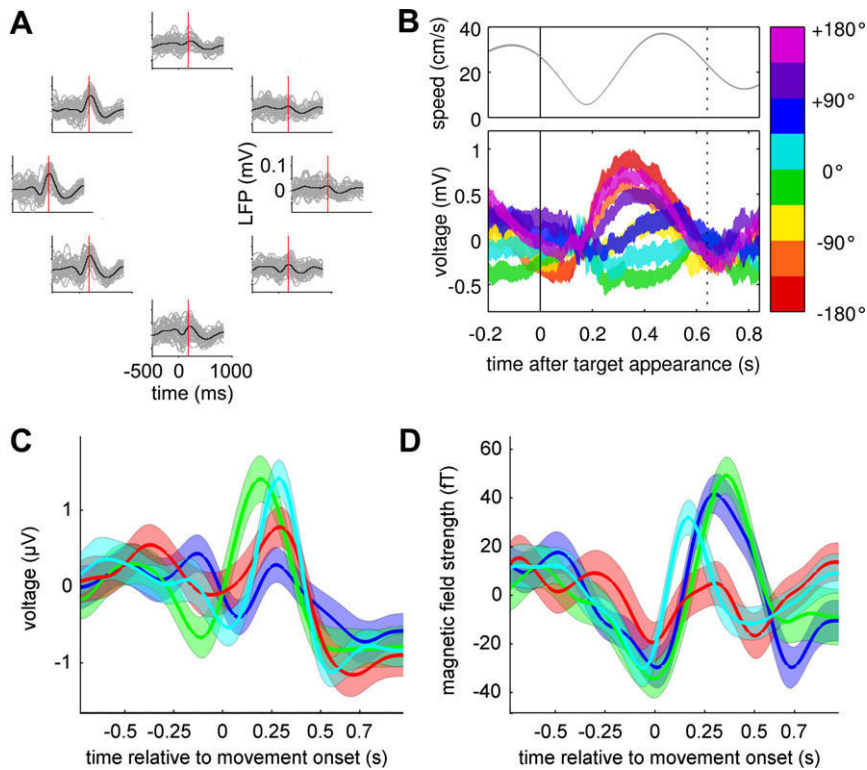 A
LFP (mV)
0.1
0
-500 0 1000
time (ms)
B
speed (cm/s)
40
20
0
voltage (mV)
1
0.5
0
-0.5
-0.2 0 0.2 0.4 0.6 0.8
time after target appearance (s)
+180°
+90°
0°
-90°
-180°
C
voltage (µV)
1
0
-1
-0.5 -0.25 0 0.25 0.5 0.7
time relative to movement onset (s)
D
magnetic field strength (fT)
60
40
20
0
-20
-40
-0.5 -0.25 0 0.25 0.5 0.7
time relative to movement onset (s)